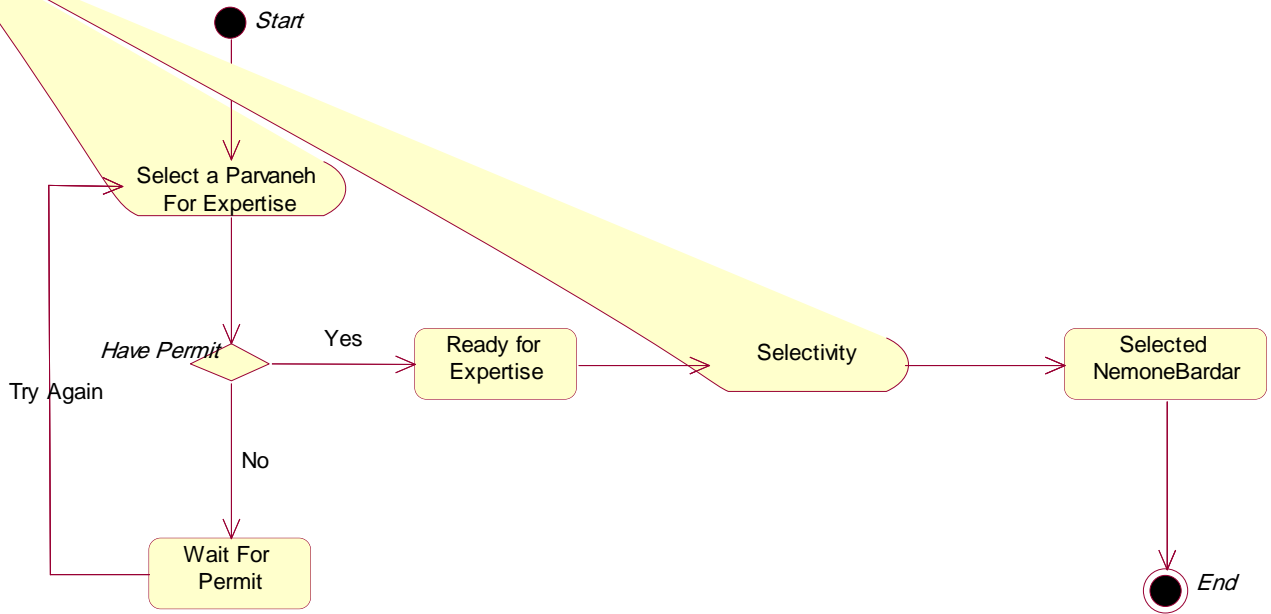 Start
Select a Parvaneh
For Expertise
Have Permit
Yes
Ready for
Expertise
Selectivity
Selected
NemoneBardar
Try Again
No
Wait For
Permit
End